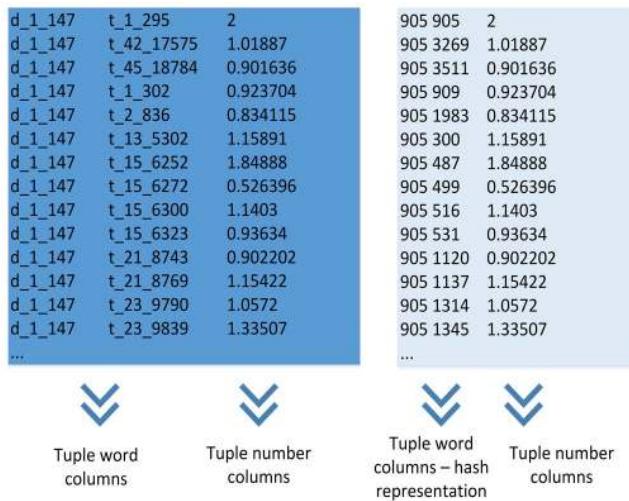 d_1_147 t_1_295 2
d_1_147 t_42_17575 1.01887
d_1_147 t_45_18784 0.901636
d_1_147 t_1_302 0.923704
d_1_147 t_2_836 0.834115
d_1_147 t_13_5302 1.15891
d_1_147 t_15_6252 1.84888
d_1_147 t_15_6272 0.526396
d_1_147 t_15_6300 1.1403
d_1_147 t_15_6323 0.93634
d_1_147 t_21_8743 0.902202
d_1_147 t_21_8769 1.15422
d_1_147 t_23_9790 1.0572
d_1_147 t_23_9839 1.33507
...
Tuple word
columns
Tuple number
columns
905 905 2
905 3269 1.01887
905 3511 0.901636
905 909 0.923704
905 1983 0.834115
905 300 1.15891
905 487 1.84888
905 499 0.526396
905 516 1.1403
905 531 0.93634
905 1120 0.902202
905 1137 1.15422
905 1314 1.0572
905 1345 1.33507
...
Tuple word
columns – hash
representation
Tuple number
columns